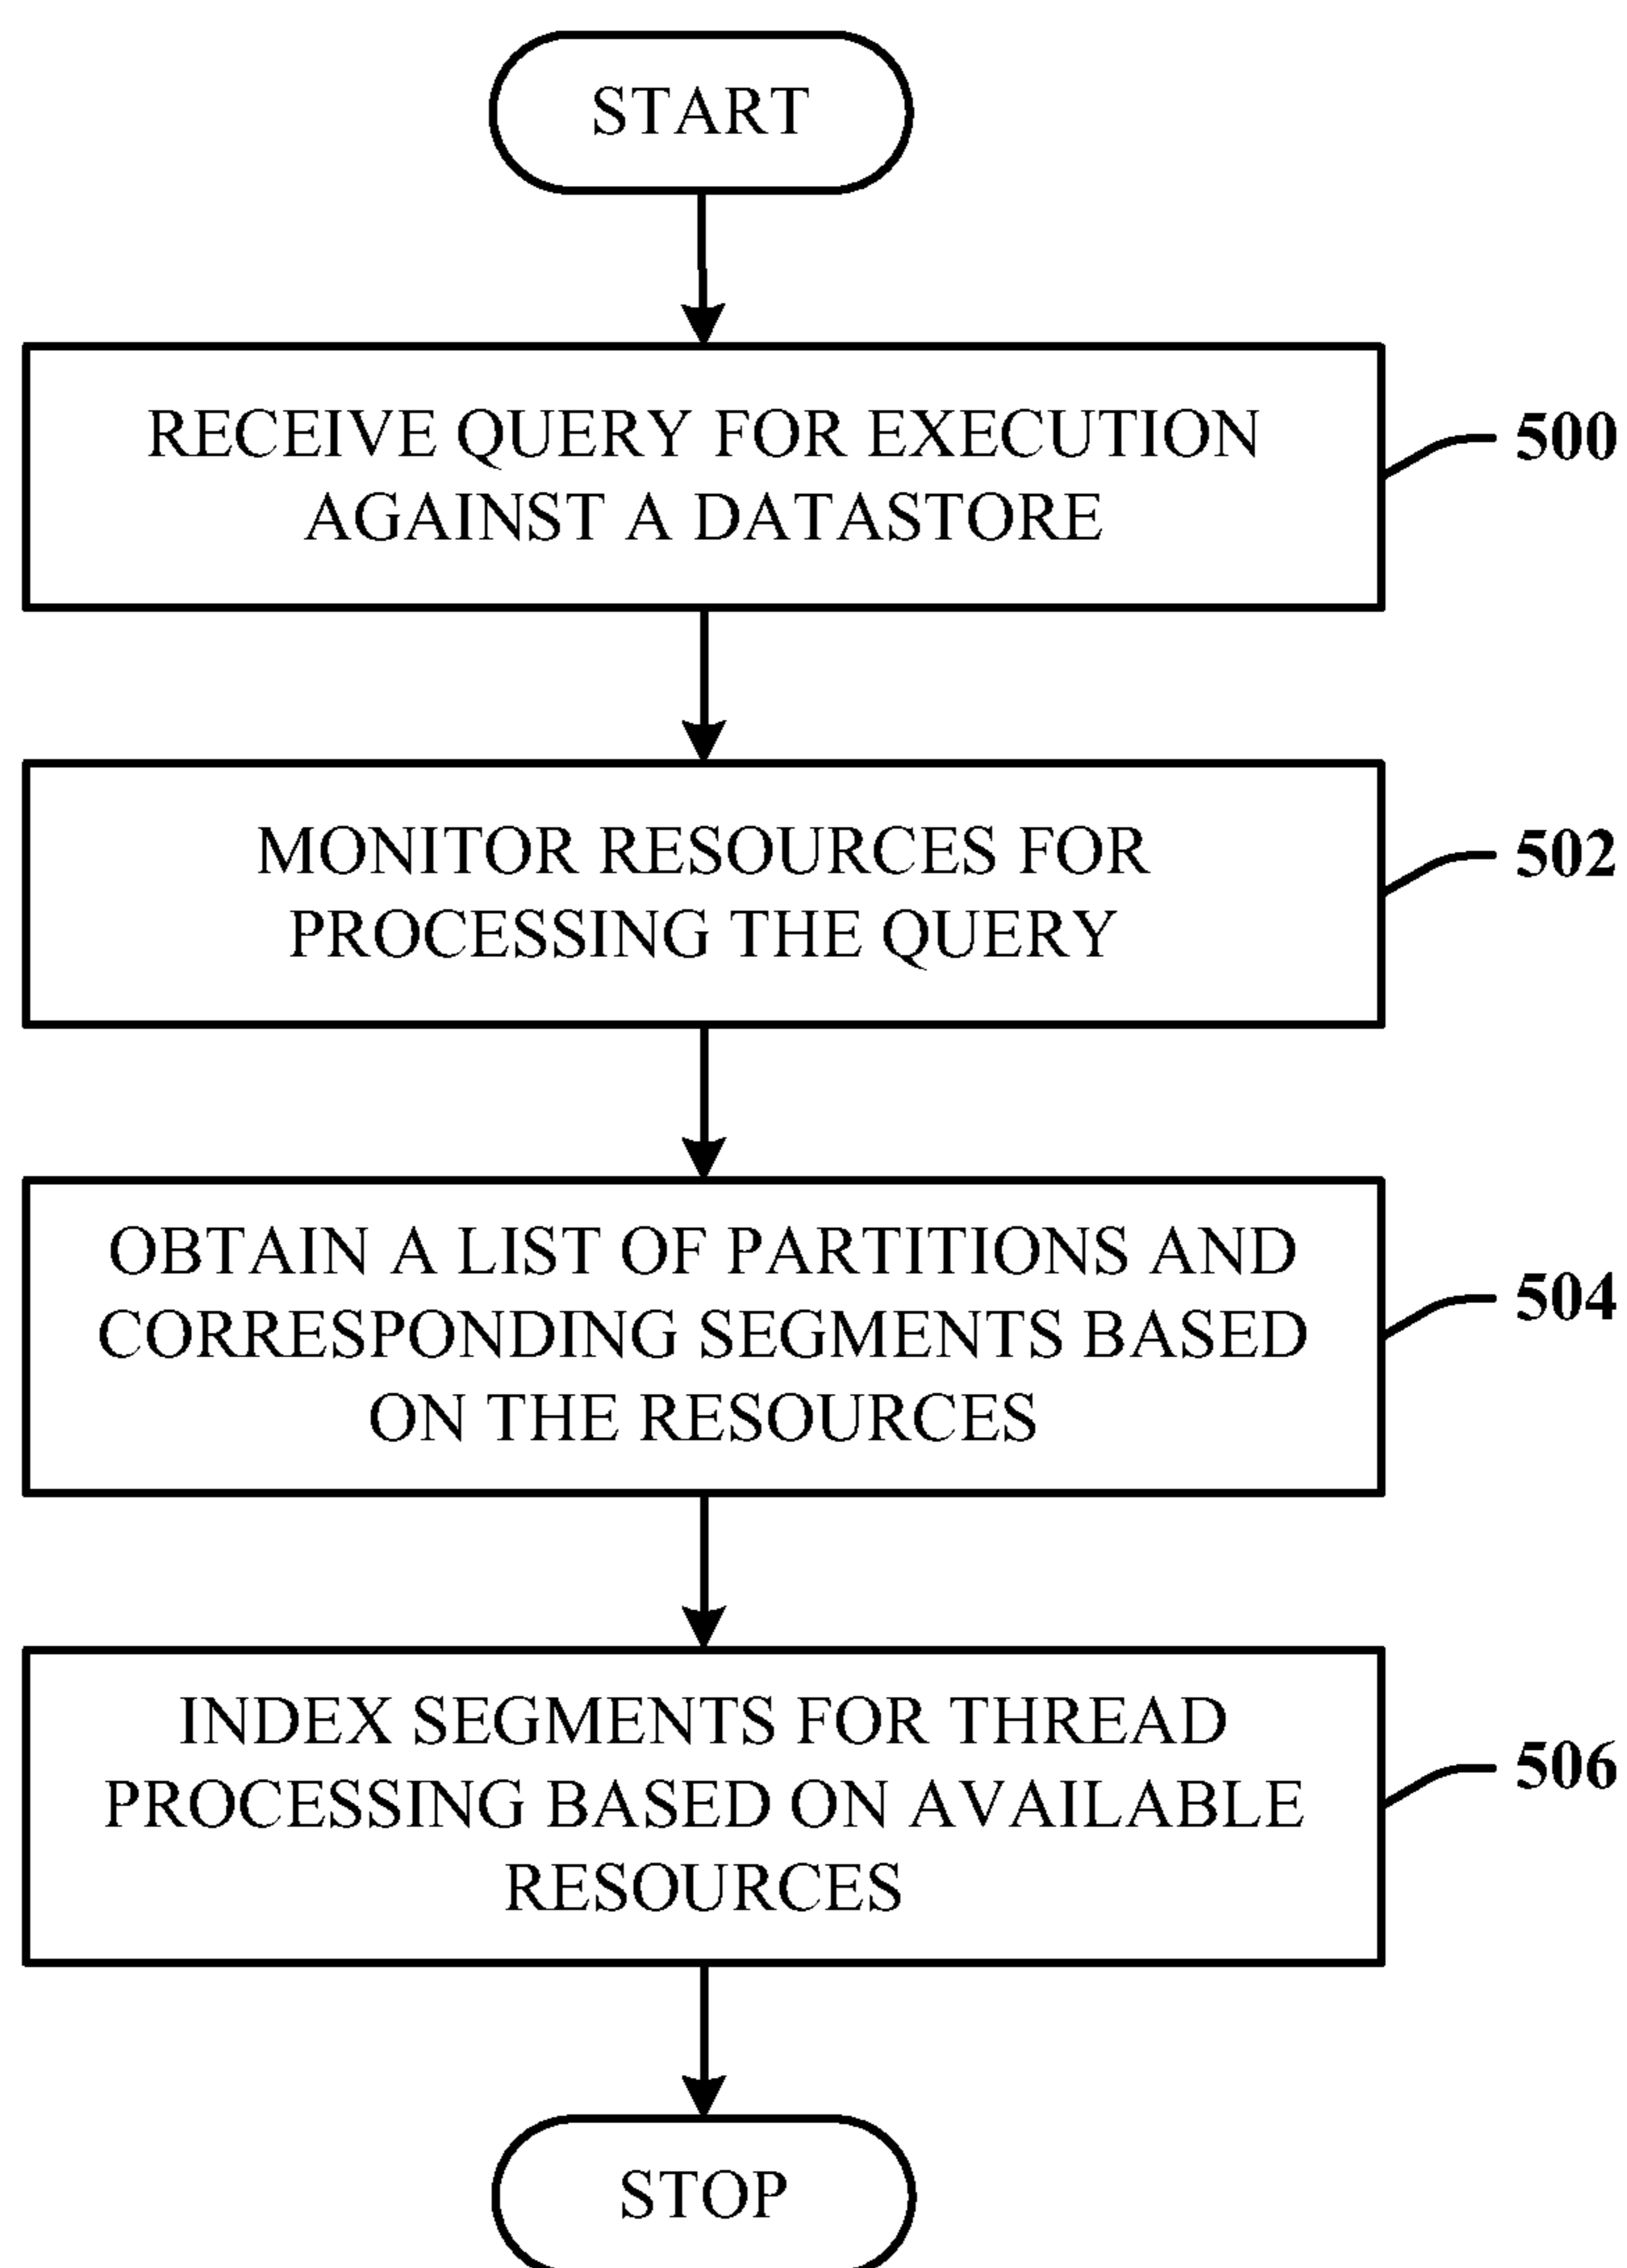 START
RECEIVE QUERY FOR EXECUTION
AGAINST A DATASTORE
500
MONITOR RESOURCES FOR
PROCESSING THE QUERY
502
OBTAIN A LIST OF PARTITIONS AND
CORRESPONDING SEGMENTS BASED
ON THE RESOURCES
504
INDEX SEGMENTS FOR THREAD
PROCESSING BASED ON AVAILABLE
RESOURCES
506
STOP